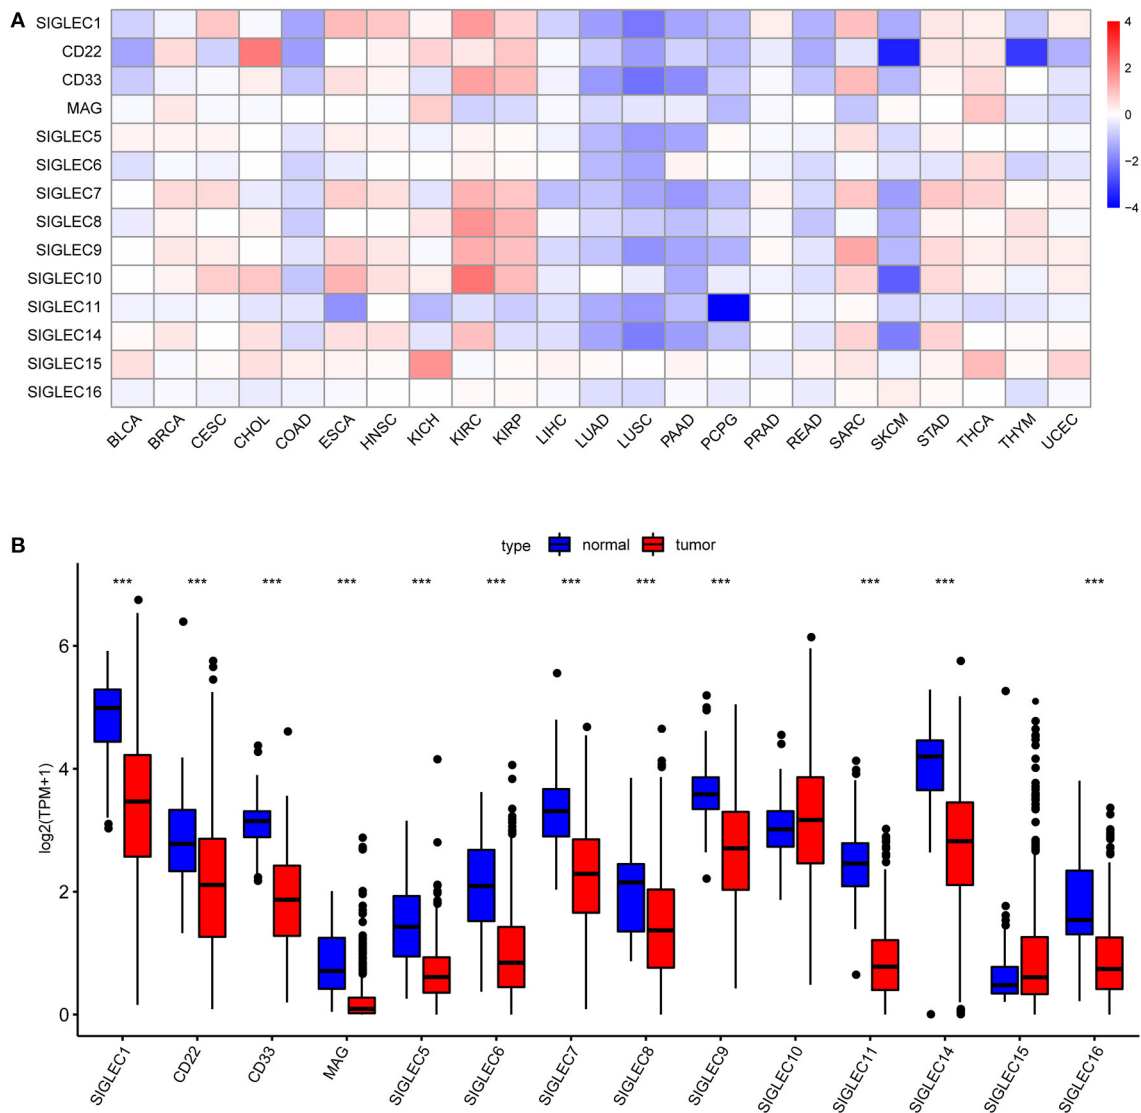 A
SIGLEC1
CD22
CD33
MAG
SIGLEC5
SIGLEC6
SIGLEC7
SIGLEC8
SIGLEC9
SIGLEC10
SIGLEC11
SIGLEC14
SIGLEC15
SIGLEC16
4
2
0
−2
−4
BLCA BRCA CESC CHOL COAD ESCA HNSC KICH KIRC KIRP LIHC LUAD LUSC PAAD PCPG PRAD READ SARC SKCM STAD THCA THYM UCEC
B
type normal tumor
*** *** *** *** *** *** *** *** *** *** *** ***
log2(TPM+1)
6
4
2
0
SIGLEC1 CD22 CD33 MAG SIGLEC5 SIGLEC6 SIGLEC7 SIGLEC8 SIGLEC9 SIGLEC10 SIGLEC11 SIGLEC14 SIGLEC15 SIGLEC16